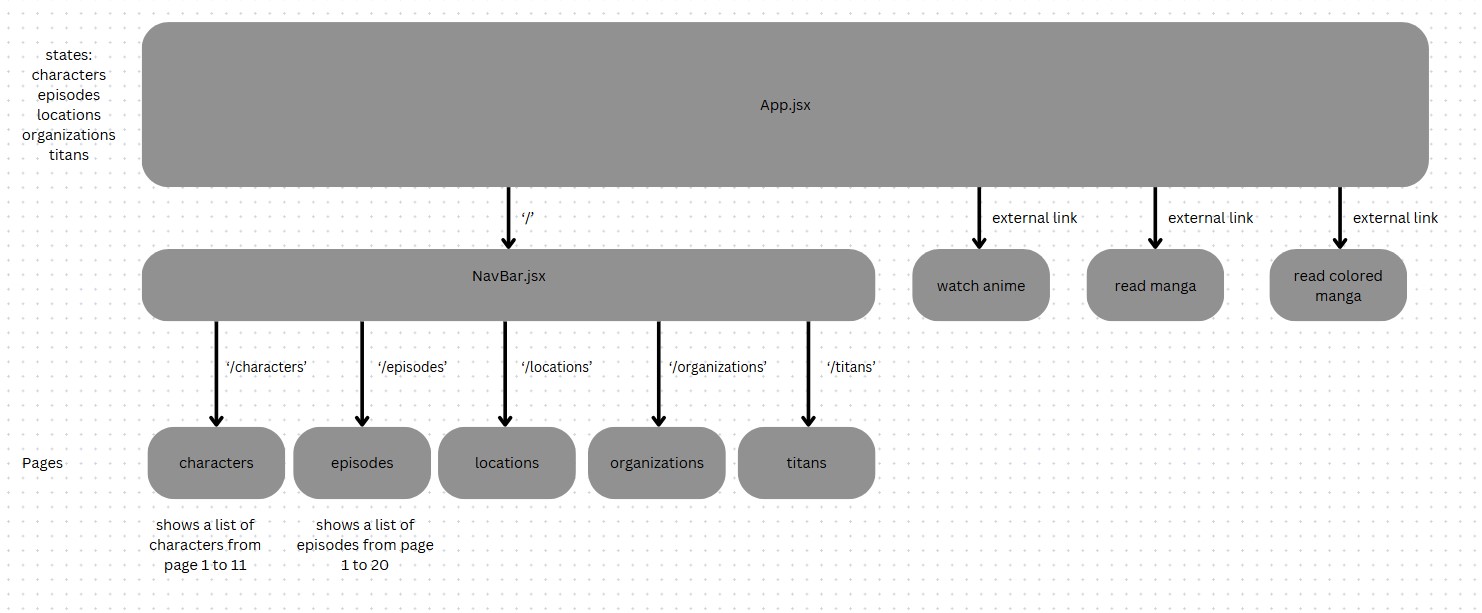 states:
characters
episodes
locations
organizations
titans
App.jsx
‘/’
external link
external link
external link
NavBar.jsx
watch anime
read manga
read colored
manga
‘/characters’
‘/episodes’
‘/locations’
‘/organizations’
‘/titans’
Pages
characters
episodes
locations
organizations
titans
shows a list of
characters from
page 1 to 11
shows a list of
episodes from page
1 to 20